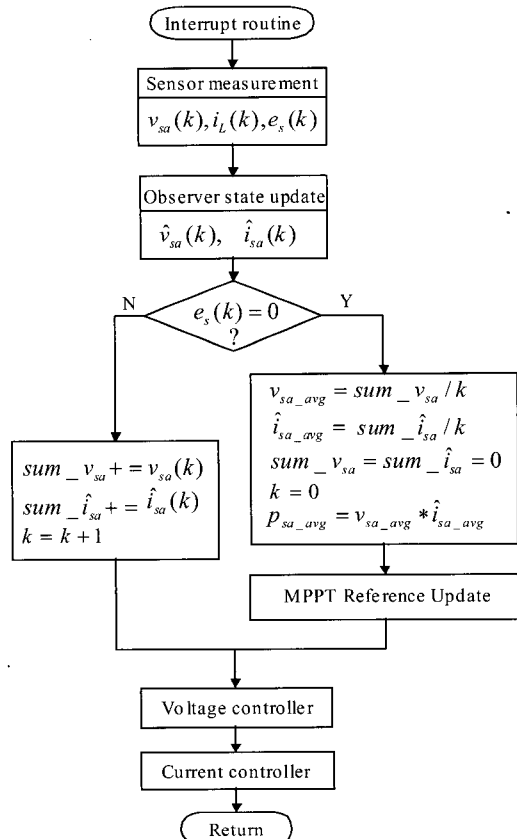 Interrupt routine
Sensor measurement
v_sa(k), i_L(k), e_s(k)
Observer state update
v̂_sa(k), î_sa(k)
e_s(k) = 0
?
N
Y
sum_v_sa + = v_sa(k)
sum_î_sa + = î_sa(k)
k = k + 1
v_sa_avg = sum_v_sa / k
î_sa_avg = sum_î_sa / k
sum_v_sa = sum_î_sa = 0
k = 0
p_sa_avg = v_sa_avg * î_sa_avg
MPPT Reference Update
Voltage controller
Current controller
Return